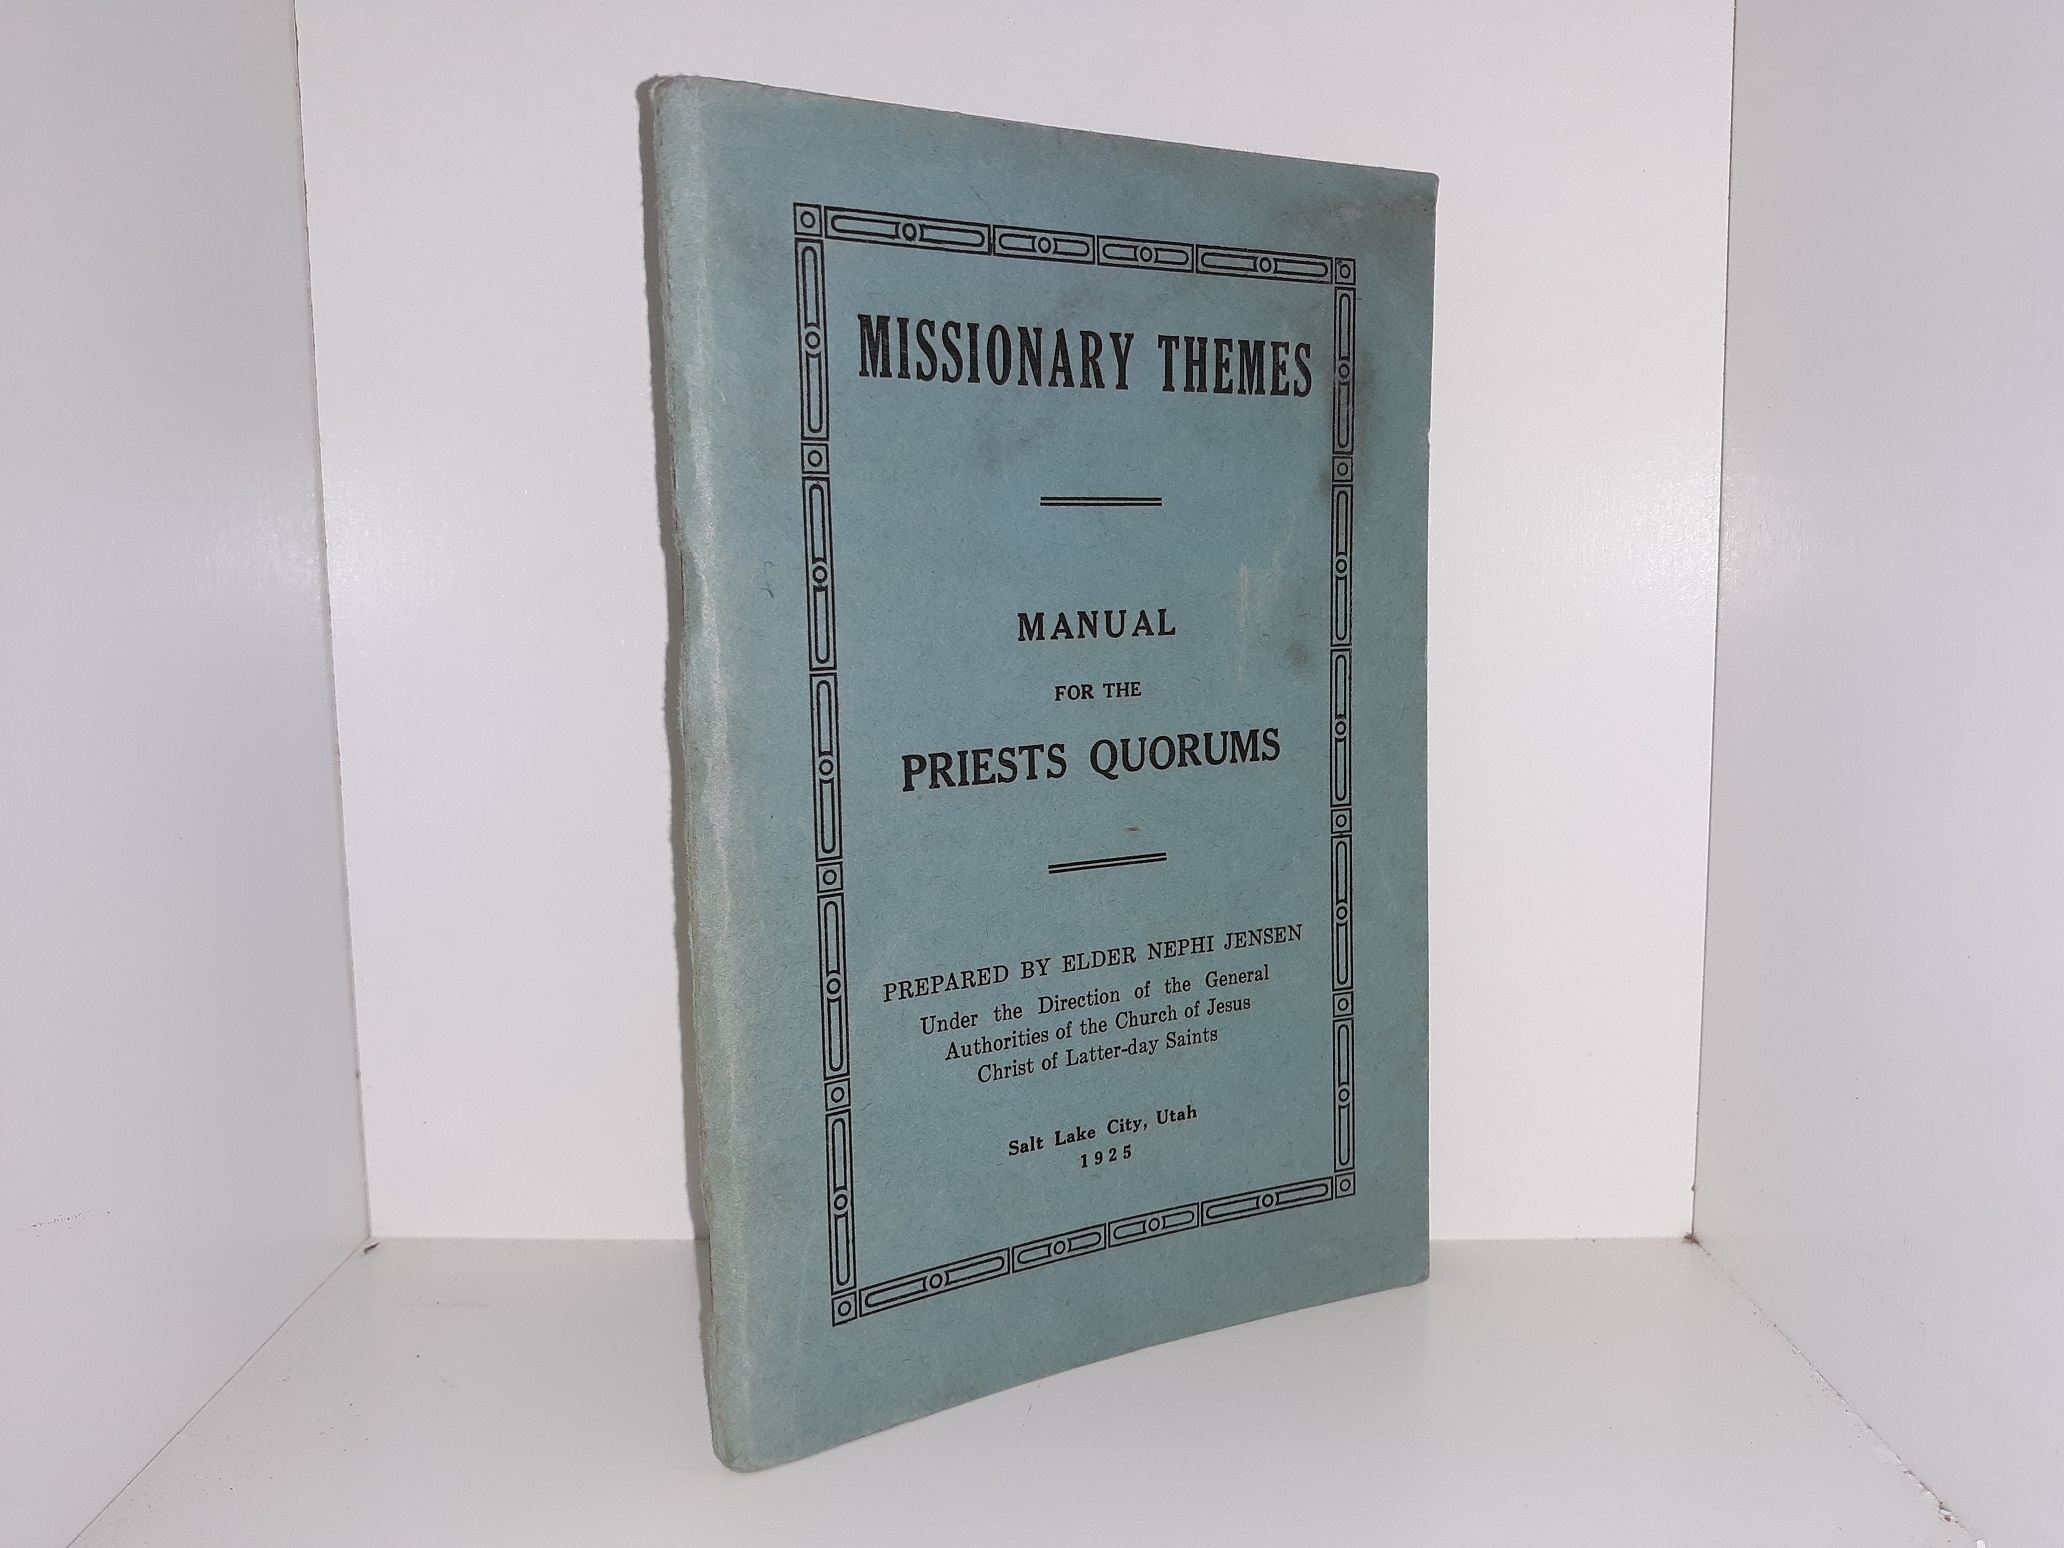 MISSIONARY THEMES
MANUAL
FOR THE
PRIESTS QUORUMS
PREPARED BY ELDER NEPHI JENSEN
Under the Direction of the General
Authorities of the Church of Jesus
Christ of Latter-day Saints
Salt Lake City, Utah
1925